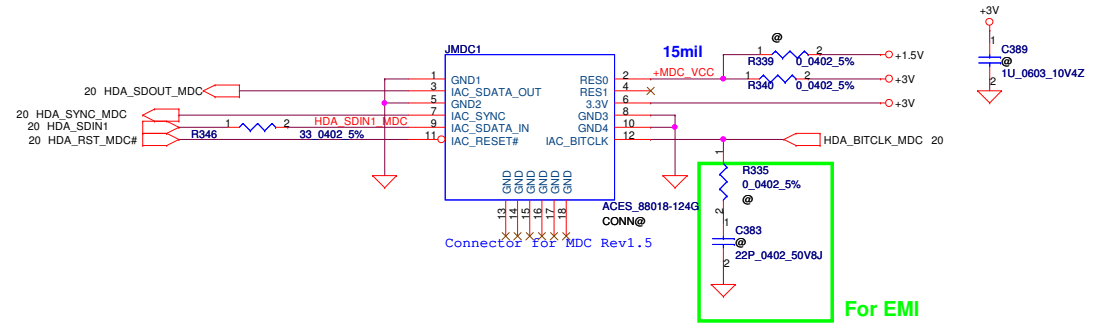 +3V
JMDC1
15mil
@
1 2
R339 0_0402_5%
+1.5V
1
C389
@
1U_0603_10V4Z
2
+MDC_VCC
1 2
R340 0_0402_5%
+3V
+3V
1 GND1
3 IAC_SDATA_OUT
5 GND2
7 IAC_SYNC
9 IAC_SDATA_IN
11 IAC_RESET#
RES0 2
RES1 4
3.3V 6
GND3 8
GND4 10
IAC_BITCLK 12
20 HDA_SDOUT_MDC
20 HDA_SYNC_MDC
20 HDA_SDIN1
20 HDA_RST_MDC#
R346
1 2
HDA_SDIN1_MDC
33_0402_5%
HDA_BITCLK_MDC 20
GND GND GND GND GND GND
13 14 15 16 17 18
ACES_88018-124G
CONN@
Connector for MDC Rev1.5
1
R335
0_0402_5%
@
2
1
C383
@
22P_0402_50V8J
2
For EMI